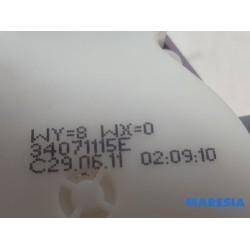 WY=8 WX=0
34071115E
C29.06.11 02:09:10
MARESIA